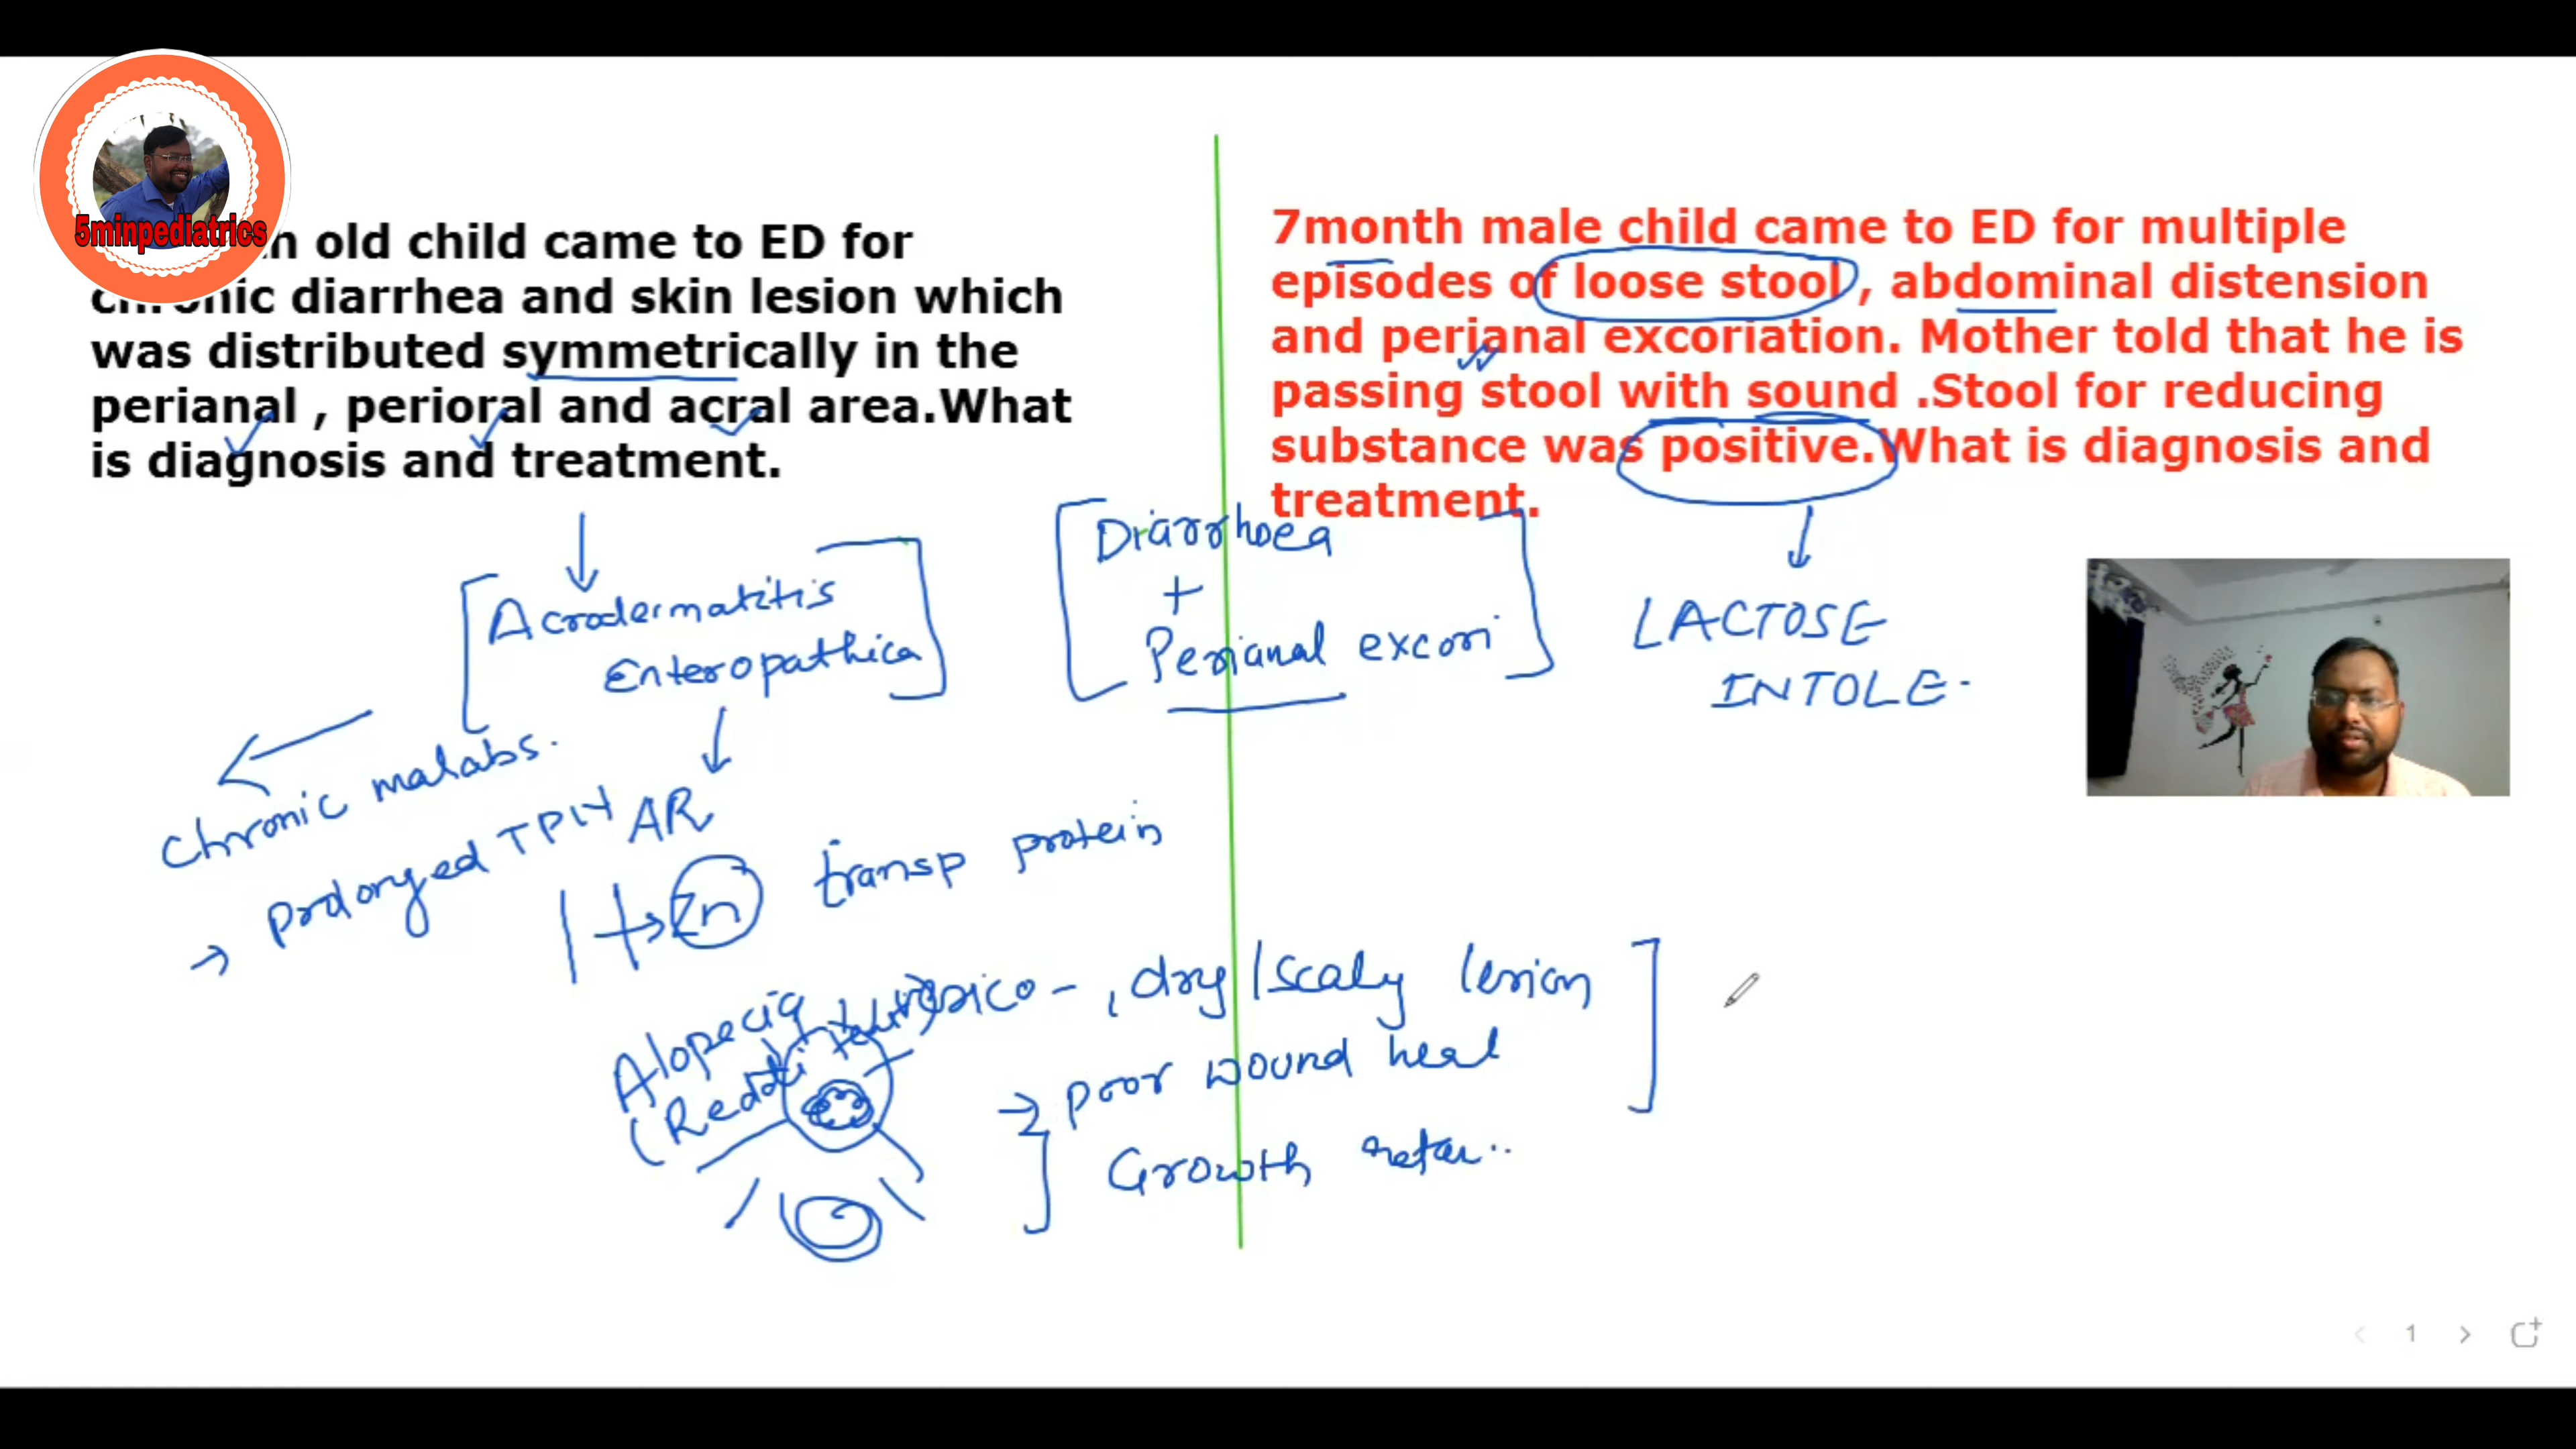 5minpediatrics
n old child came to ED for
chronic diarrhea and skin lesion which
was distributed symmetrically in the
perianal , perioral and acral area.What
is diagnosis and treatment.
7month male child came to ED for multiple
episodes of loose stool , abdominal distension
and perianal excoriation. Mother told that he is
passing stool with sound .Stool for reducing
substance was positive.What is diagnosis and
treatment.
Acrodermatitis
Enteropathica
Diarrhoea
+
Perianal excori
LACTOSE
INTOLE.
chronic malabs.
→ prolonged TPN
AR
Zn transp protein
Alopecia
(Reddi
vesico - , dry/scaly lesion
→ poor wound heal
Growth retar..
1